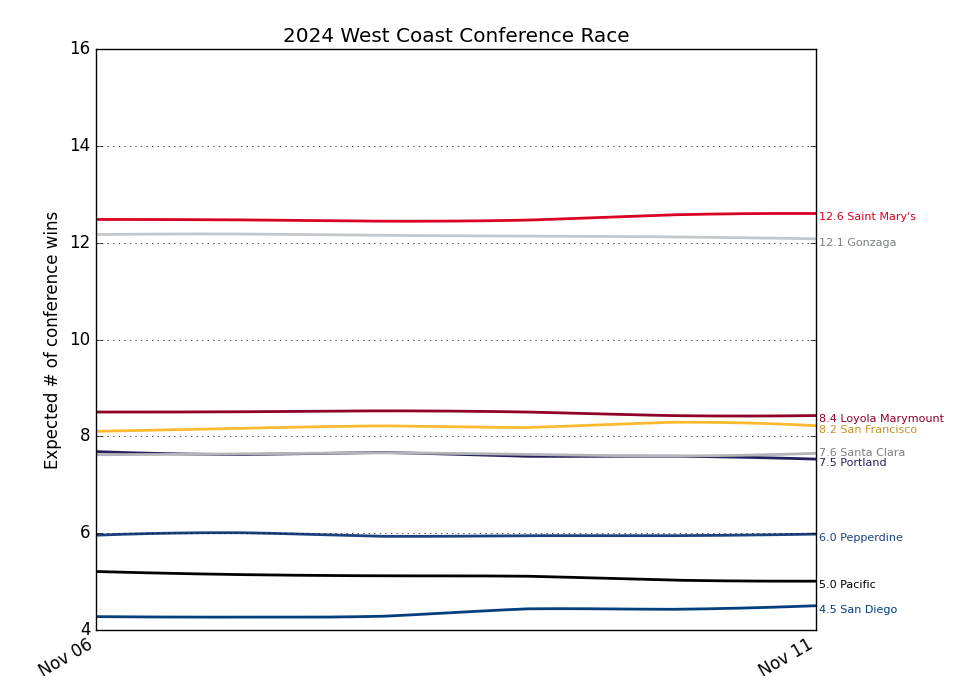 2024 West Coast Conference Race
Expected # of conference wins
16
14
12
10
8
6
4
12.6 Saint Mary's
12.1 Gonzaga
8.4 Loyola Marymount
8.2 San Francisco
7.6 Santa Clara
7.5 Portland
6.0 Pepperdine
5.0 Pacific
4.5 San Diego
Nov 06
Nov 11